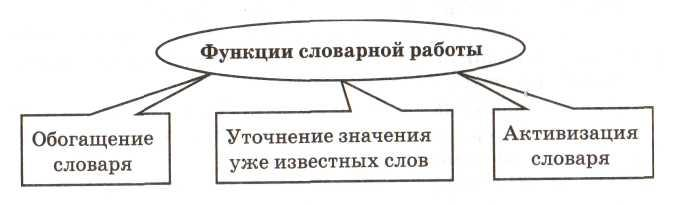 Функции словарной работы
Обогащение
словаря
Уточнение значения
уже известных слов
Активизация
словаря